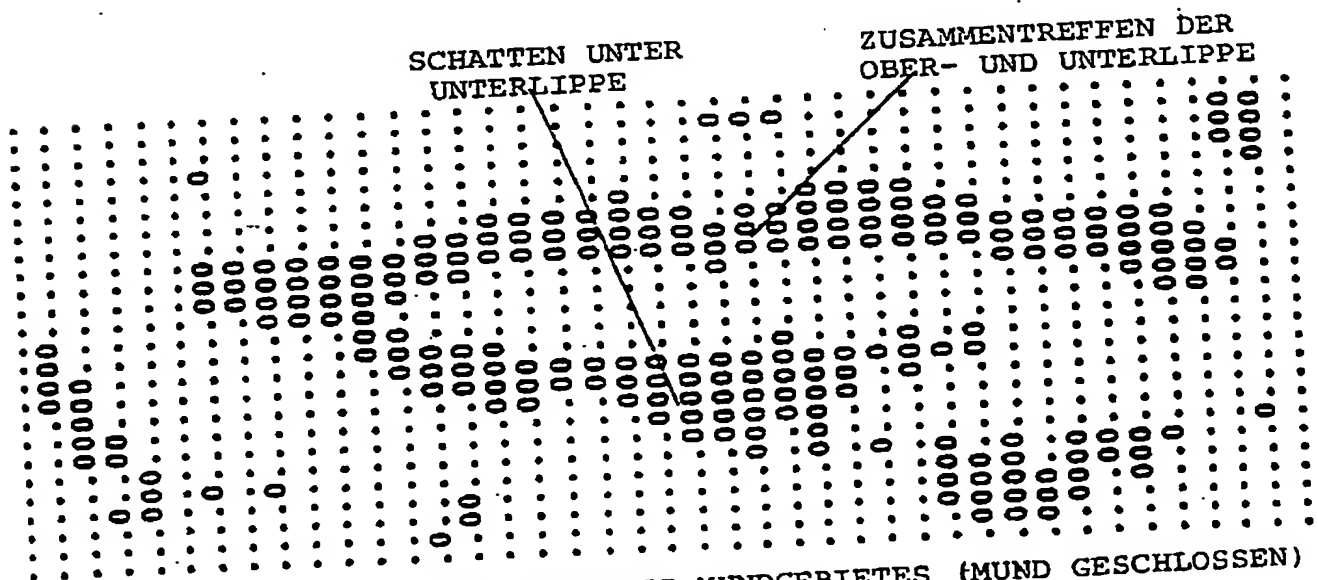 SCHATTEN UNTER
UNTERLIPPE
ZUSAMMENTREFFEN DER
OBER- UND UNTERLIPPE
MUNDGEBIETES (MUND GESCHLOSSEN)